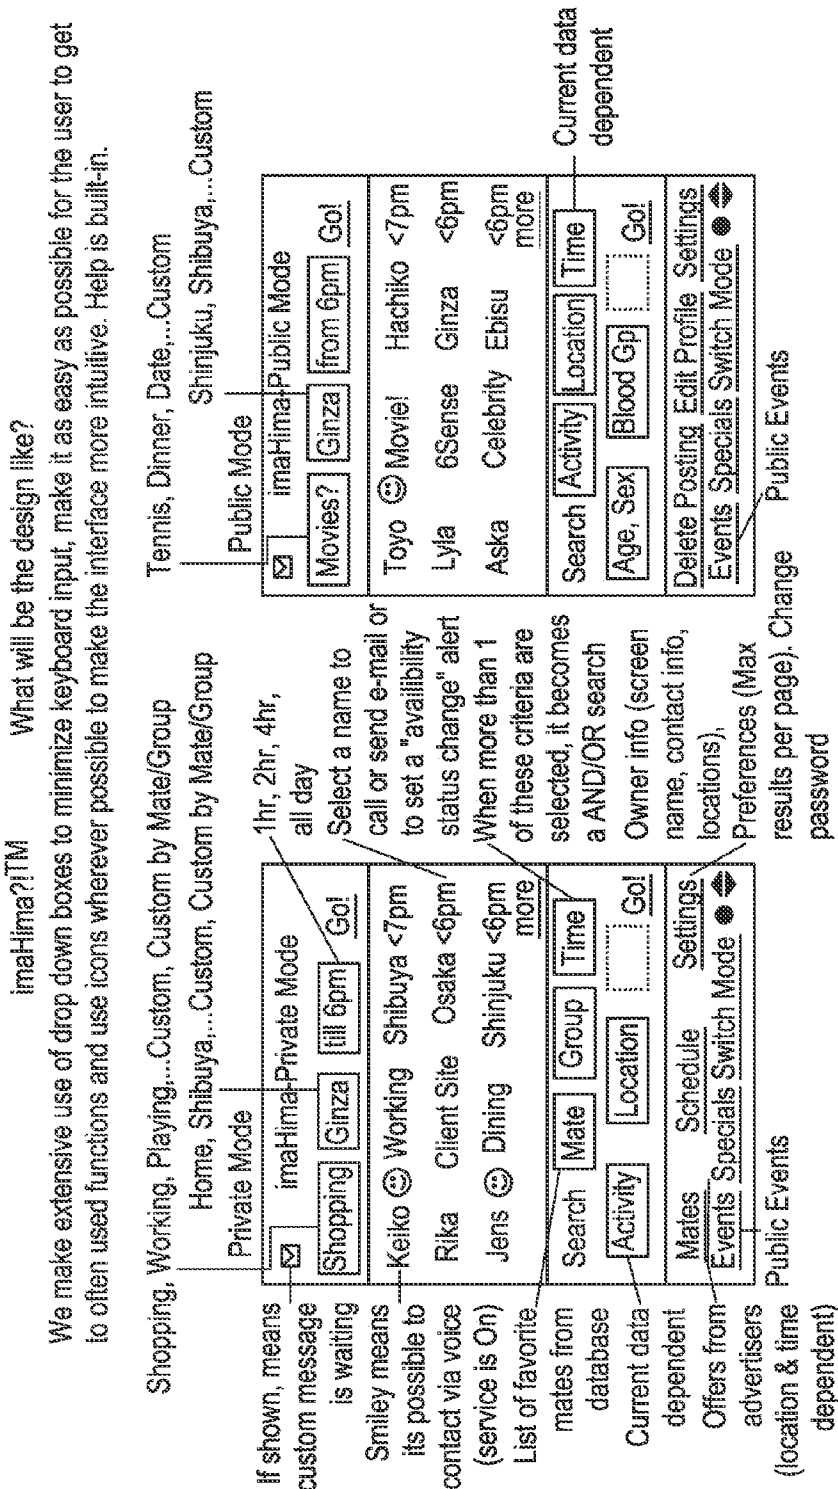 imaHima?!TM What will be the design like?
We make extensive use of drop down boxes to minimize keyboard input, make it as easy as possible for the user to get
to often used functions and use icons wherever possible to make the interface more intuitive. Help is built-in.
Shopping, Working, Playing,...Custom, Custom by Mate/Group
Home, Shibuya,...Custom, Custom by Mate/Group
Private Mode
If shown, means
custom message
is waiting
imaHima-Private Mode
Shopping Ginza till 6pm Go!
1hr, 2hr, 4hr,
all day
Smiley means
its possible to
contact via voice
(service is On)
Keiko Working Shibuya <7pm
Rika Client Site Osaka <6pm
Jens Dining Shinjuku <6pm
more
Select a name to
call or send e-mail or
to set a "availibility
status change" alert
List of favorite
mates from
database
Search Mate Group Time
Activity Location Go!
When more than 1
of these criteria are
selected, it becomes
a AND/OR search
Current data
dependent
Mates Schedule Settings
Events Specials Switch Mode
Owner info (screen
name, contact info,
locations),
Preferences (Max
results per page). Change
password
Offers from
advertisers
(location & time
dependent)
Public Events
Tennis, Dinner, Date,...Custom
Shinjuku, Shibuya,...Custom
Public Mode
imaHima-Public Mode
Movies? Ginza from 6pm Go!
Toyo Movie! Hachiko <7pm
Lyla 6Sense Ginza <6pm
Aska Celebrity Ebisu <6pm
more
Search Activity Location Time
Age, Sex Blood Gp Go!
Current data
dependent
Delete Posting Edit Profile Settings
Events Specials Switch Mode
Public Events